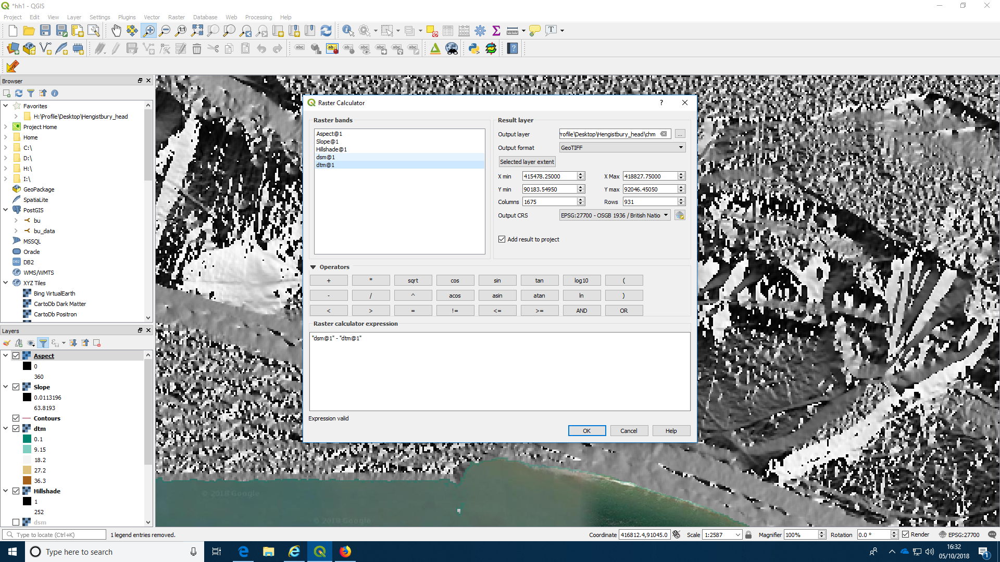 *hh1 - QGIS
Project Edit View Layer Settings Plugins Vector Raster Database Web Processing Help
Browser
Favorites
H:\Profile\Desktop\Hengistbury_head
Project Home
Home
C:\
D:\
H:\
I:\
GeoPackage
SpatiaLite
PostGIS
bu
bu_data
MSSQL
Oracle
DB2
WMS/WMTS
XYZ Tiles
Bing VirtualEarth
CartoDb Dark Matter
CartoDb Positron
Layers
Aspect
0
360
Slope
0.0113196
63.8193
Contours
dtm
0.1
9.15
18.2
27.2
36.3
Hillshade
1
252
dsm
Raster Calculator
?
Raster bands
Aspect@1
Slope@1
Hillshade@1
dsm@1
dtm@1
Result layer
Output layer rofile\Desktop\Hengistbury_head\chm ...
Output format GeoTIFF
Selected layer extent
X min 415478.25000 X Max 418827.75000
Y min 90183.54950 Y max 92046.45050
Columns 1675 Rows 931
Output CRS EPSG:27700 - OSGB 1936 / British Natio
Add result to project
Operators
+ * sqrt cos sin tan log10 (
- / ^ acos asin atan ln )
< > = != <= >= AND OR
Raster calculator expression
"dsm@1" - "dtm@1"
Expression valid
OK Cancel Help
© 2018 Google
© 2018 Google
Type to locate (Ctrl+K) 1 legend entries removed. Coordinate 416812.4,91045.0 Scale 1:2587 Magnifier 100% Rotation 0.0 ° Render EPSG:27700
Type here to search
16:32
05/10/2018
1